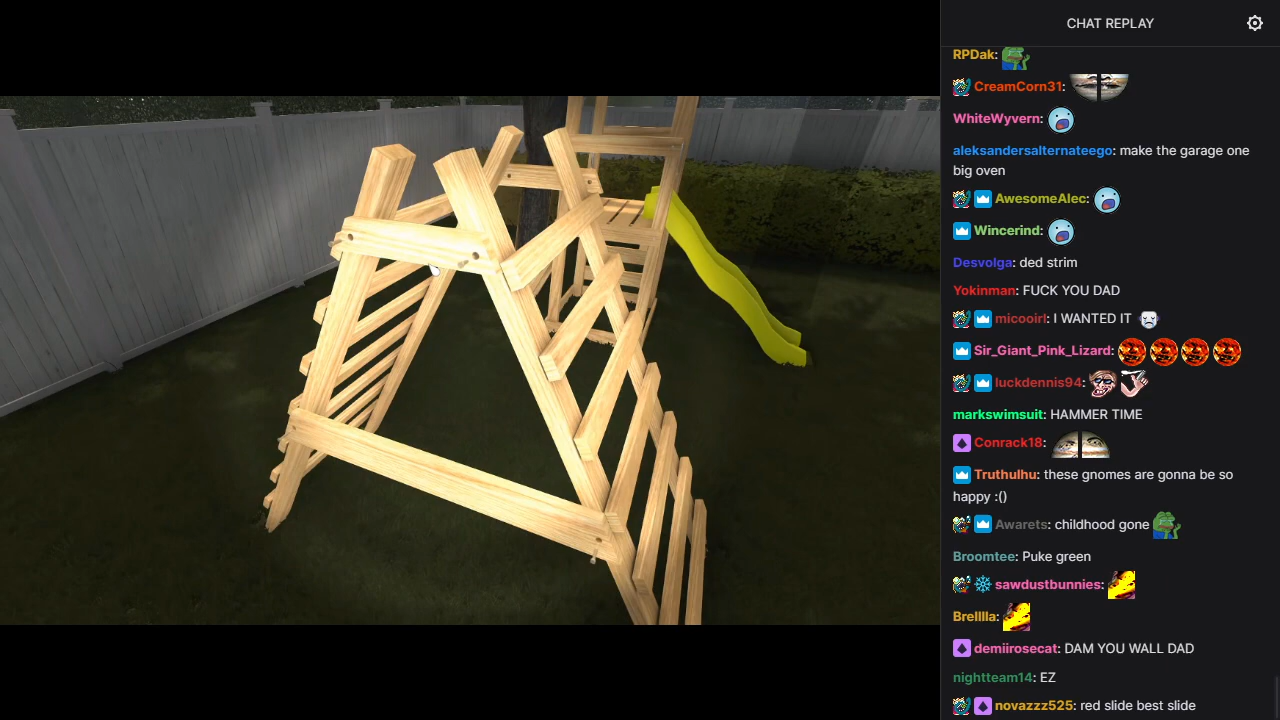 CHAT REPLAY
RPDak:
CreamCorn31:
WhiteWyvern:
aleksandersalternateego: make the garage one
big oven
AwesomeAlec:
Wincerind:
Desvolga: ded strim
Yokinman: FUCK YOU DAD
micooirl: I WANTED IT
Sir_Giant_Pink_Lizard:
luckdennis94:
markswimsuit: HAMMER TIME
Conrack18:
Truthulhu: these gnomes are gonna be so
happy :()
Awarets: childhood gone
Broomtee: Puke green
sawdustbunnies:
Brelllla:
demiirosecat: DAM YOU WALL DAD
nightteam14: EZ
novazzz525: red slide best slide